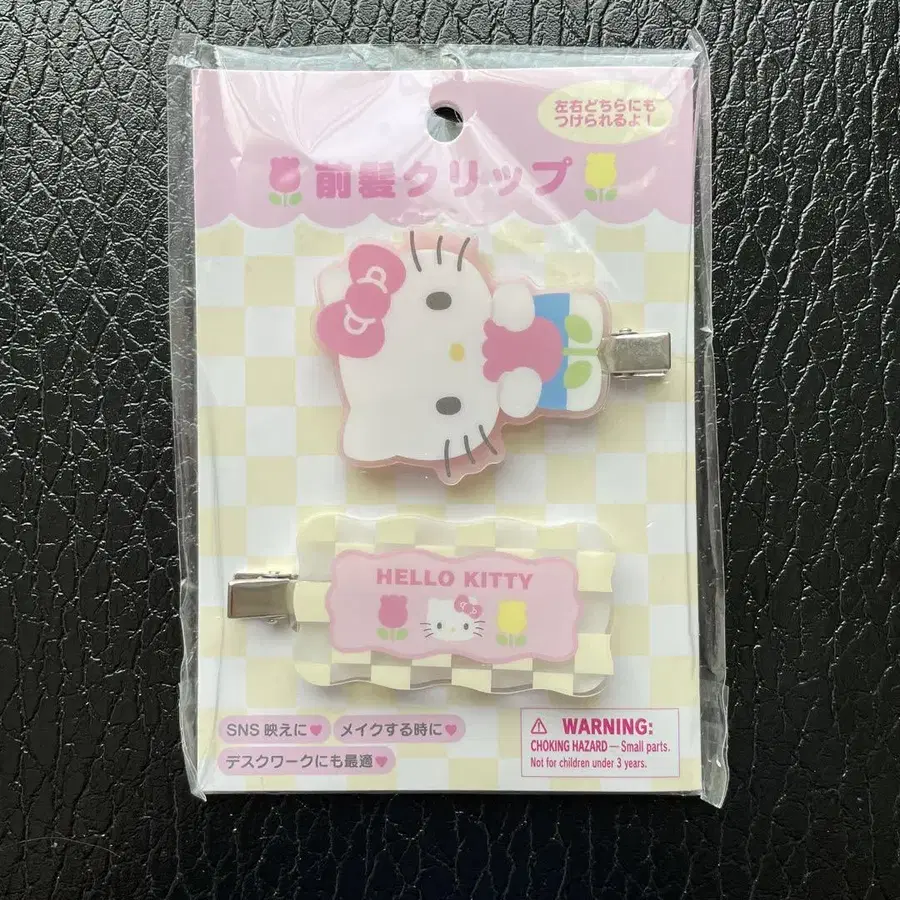 左右どちらにも
つけられるよ！
前髪クリップ
HELLO KITTY
SNS 映えに♥
メイクする時に♥
デスクワークにも最適♥
⚠ WARNING:
CHOKING HAZARD — Small parts.
Not for children under 3 years.